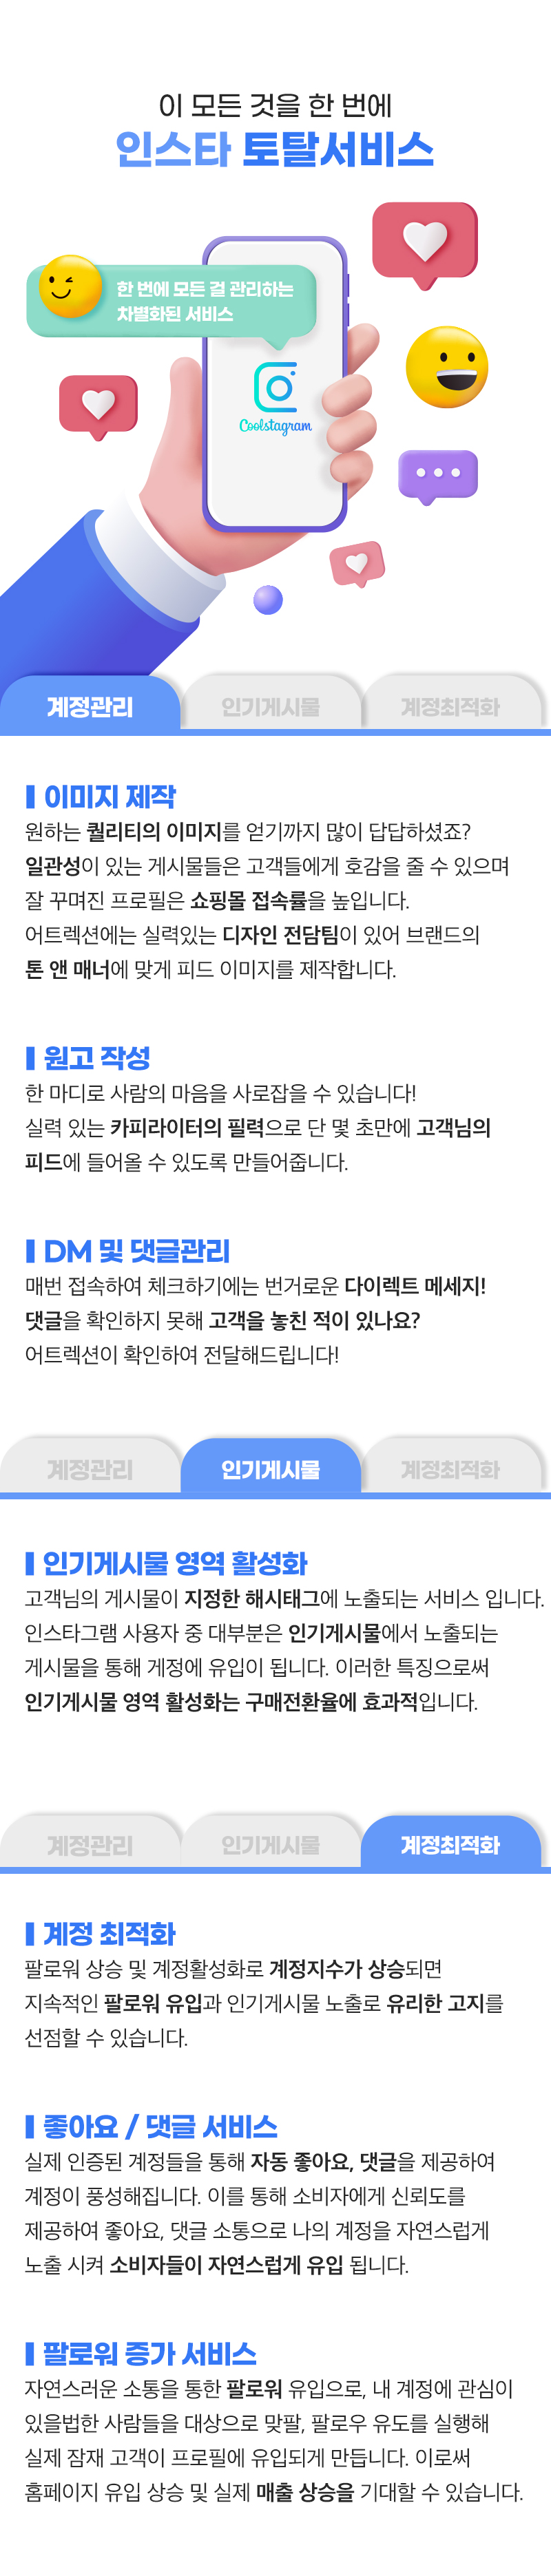 이 모든 것을 한 번에
인스타 토탈서비스
한 번에 모든 걸 관리하는
차별화된 서비스
Coolstagram
계정관리 인기게시물 계정최적화
이미지 제작
원하는 퀄리티의 이미지를 얻기까지 많이 답답하셨죠?
일관성이 있는 게시물들은 고객들에게 호감을 줄 수 있으며
잘 꾸며진 프로필은 쇼핑몰 접속률을 높입니다.
어트렉션에는 실력있는 디자인 전담팀이 있어 브랜드의
톤 앤 매너에 맞게 피드 이미지를 제작합니다.
원고 작성
한 마디로 사람의 마음을 사로잡을 수 있습니다!
실력 있는 카피라이터의 필력으로 단 몇 초만에 고객님의
피드에 들어올 수 있도록 만들어줍니다.
DM 및 댓글관리
매번 접속하여 체크하기에는 번거로운 다이렉트 메세지!
댓글을 확인하지 못해 고객을 놓친 적이 있나요?
어트렉션이 확인하여 전달해드립니다!
계정관리 인기게시물 계정최적화
인기게시물 영역 활성화
고객님의 게시물이 지정한 해시태그에 노출되는 서비스 입니다.
인스타그램 사용자 중 대부분은 인기게시물에서 노출되는
게시물을 통해 게정에 유입이 됩니다. 이러한 특징으로써
인기게시물 영역 활성화는 구매전환율에 효과적입니다.
계정관리 인기게시물 계정최적화
계정 최적화
팔로워 상승 및 계정활성화로 계정지수가 상승되면
지속적인 팔로워 유입과 인기게시물 노출로 유리한 고지를
선점할 수 있습니다.
좋아요 / 댓글 서비스
실제 인증된 계정들을 통해 자동 좋아요, 댓글을 제공하여
계정이 풍성해집니다. 이를 통해 소비자에게 신뢰도를
제공하여 좋아요, 댓글 소통으로 나의 계정을 자연스럽게
노출 시켜 소비자들이 자연스럽게 유입 됩니다.
팔로워 증가 서비스
자연스러운 소통을 통한 팔로워 유입으로, 내 계정에 관심이
있을법한 사람들을 대상으로 맞팔, 팔로우 유도를 실행해
실제 잠재 고객이 프로필에 유입되게 만듭니다. 이로써
홈페이지 유입 상승 및 실제 매출 상승을 기대할 수 있습니다.